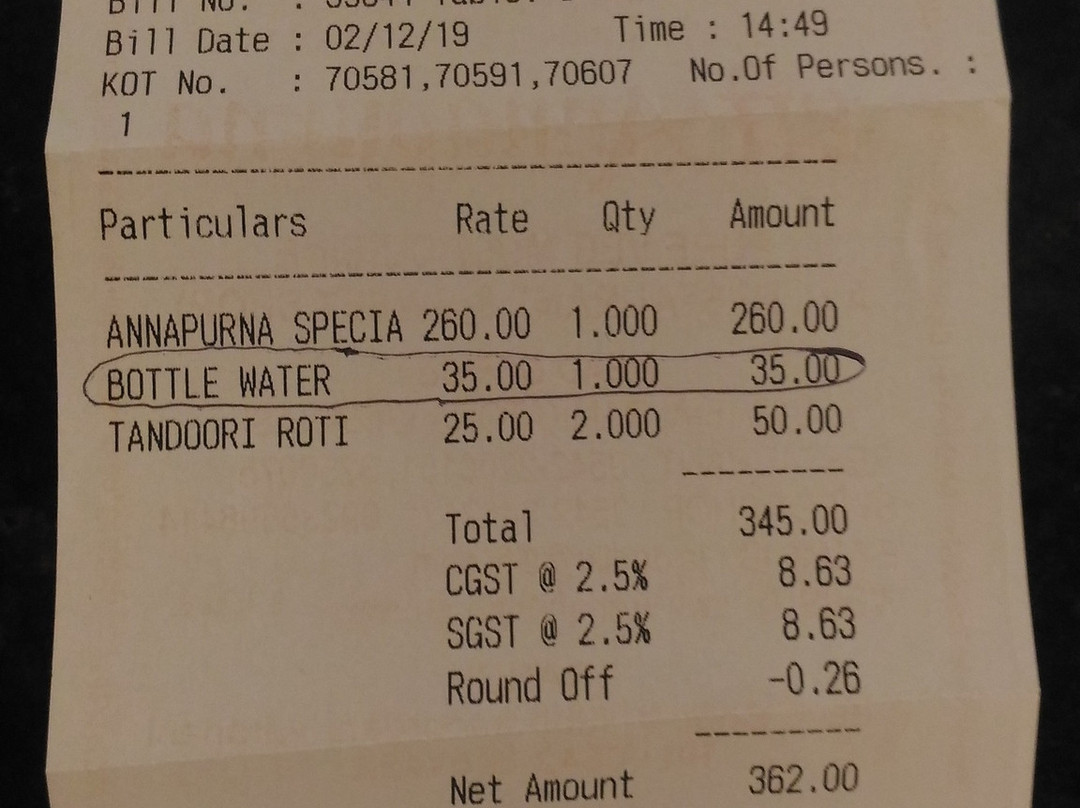 Bill No. :
Bill Date : 02/12/19 Time : 14:49
KOT No. : 70581,70591,70607 No.Of Persons. :
1
Particulars Rate Qty Amount
ANNAPURNA SPECIA 260.00 1.000 260.00
BOTTLE WATER 35.00 1.000 35.00
TANDOORI ROTI 25.00 2.000 50.00
Total 345.00
CGST @ 2.5% 8.63
SGST @ 2.5% 8.63
Round Off -0.26
Net Amount 362.00